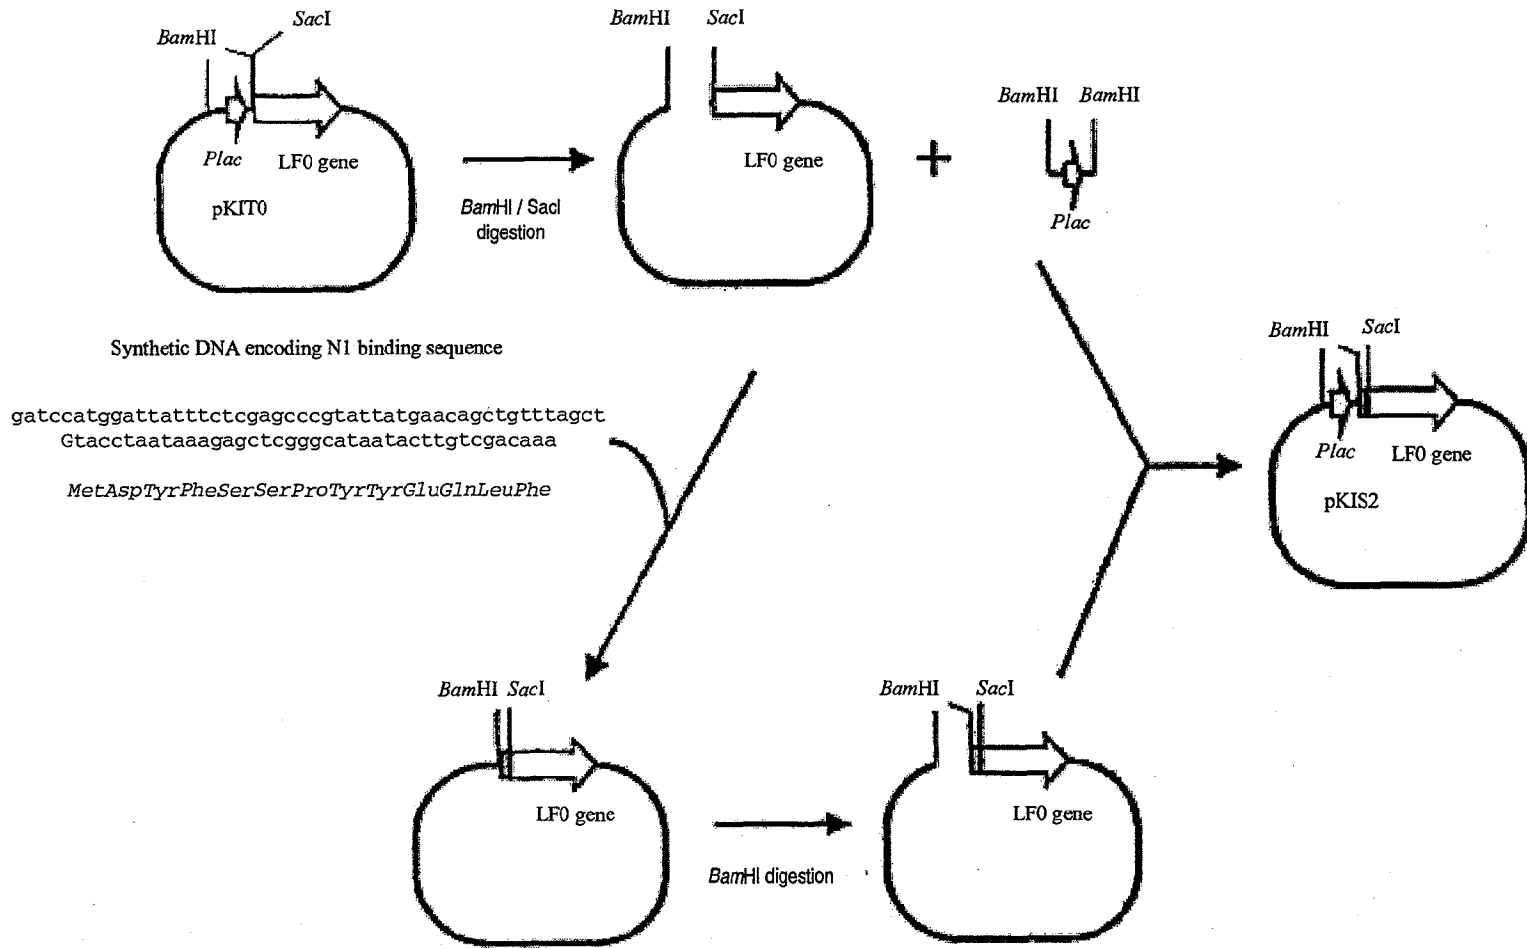 SacI
BamHI
Plac
LF0 gene
pKIT0
BamHI / SacI
digestion
BamHI
SacI
LF0 gene
+
BamHI
BamHI
Plac
Synthetic DNA encoding N1 binding sequence
gatccatggattatttctcgagcccgtattatgaacagctgtttagct
Gtacctaataaagagctcgggcataatacttgtcgacaaa
MetAspTyrPheSerSerProTyrTyrGluGlnLeuPhe
BamHI
SacI
Plac
LF0 gene
pKIS2
BamHI
SacI
LF0 gene
BamHI digestion
BamHI
SacI
LF0 gene